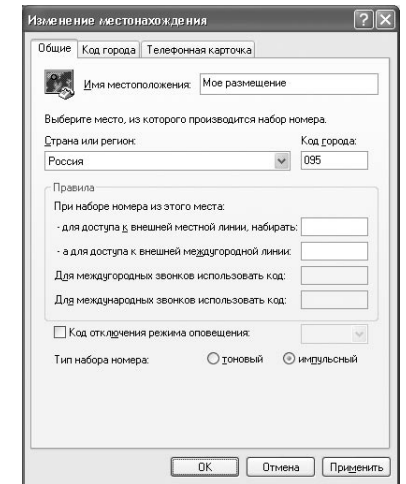 Изменение местонахождения
Общие Код города Телефонная карточка
Имя местоположения: Мое размещение
Выберите место, из которого производится набор номера.
Страна или регион: Код города:
Россия 095
Правила
При наборе номера из этого места:
- для доступа к внешней местной линии, набирать:
- а для доступа к внешней междугородной линии:
Для междугородных звонков использовать код:
Для международных звонков использовать код:
Код отключения режима оповещения:
Тип набора номера: тоновый импульсный
OK Отмена Применить